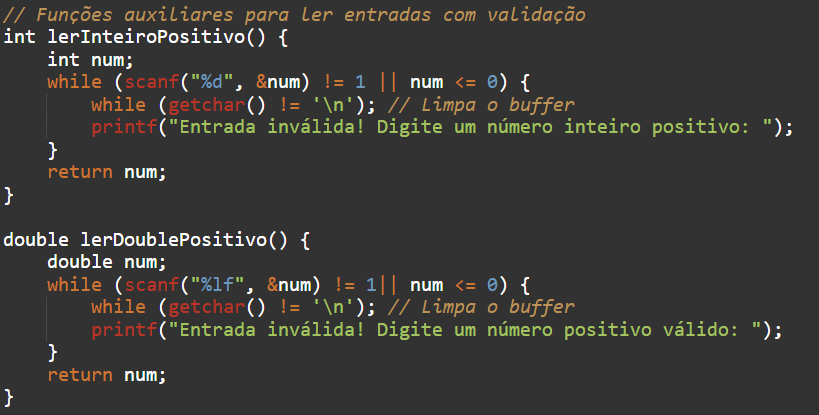 // Funções auxiliares para ler entradas com validação
int lerInteiroPositivo() {
    int num;
    while (scanf("%d", &num) != 1 || num <= 0) {
        while (getchar() != '\n'); // Limpa o buffer
        printf("Entrada inválida! Digite um número inteiro positivo: ");
    }
    return num;
}

double lerDoublePositivo() {
    double num;
    while (scanf("%lf", &num) != 1|| num <= 0) {
        while (getchar() != '\n'); // Limpa o buffer
        printf("Entrada inválida! Digite um número positivo válido: ");
    }
    return num;
}